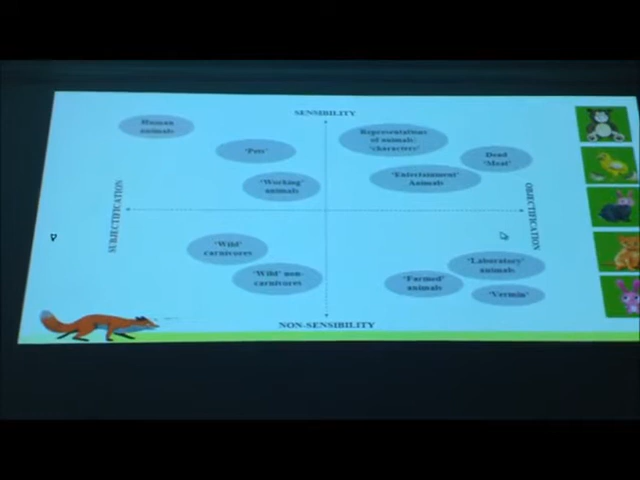 SENSIBILITY
Human
animals
'Pets'
'Working'
animals
Representations
of animals:
'characters'
Dead
'Meat'
'Entertainment'
Animals
SUBJECTIFICATION
OBJECTIFICATION
'Wild'
carnivores
'Wild' non-
carnivores
'Laboratory'
animals
'Farmed'
animals
'Vermin'
NON-SENSIBILITY